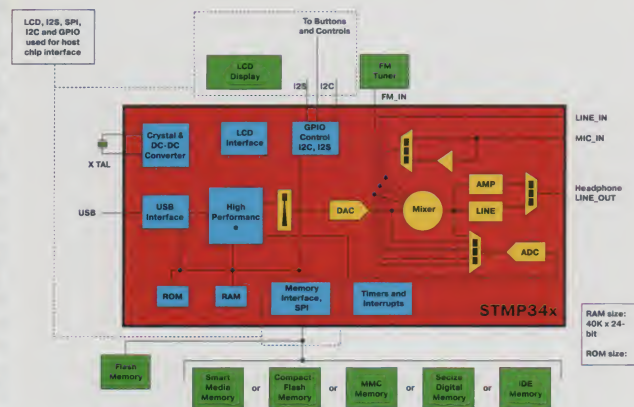 LCD, I2S, SPI,
I2C and GPIO
used for host
chip interface
To Buttons
and Controls
LCD
Display
FM
Tuner
I2S
I2C
FM_IN
LINE_IN
MIC_IN
Crystal &
DC-DC
Converter
LCD
Interface
GPIO
Control
I2C, I2S
X TAL
USB
USB
Interface
High
Performanc
e
DAC
Mixer
AMP
LINE
Headphone
LINE_OUT
ADC
ROM
RAM
Memory
Interface,
SPI
Timers and
Interrupts
STMP34x
RAM size:
40K x 24-
bit
ROM size:
Flash
Memory
Smart
Media
Memory
or
Compact-
Flash
Memory
or
MMC
Memory
or
Secize
Digital
Memory
or
IDE
Memory